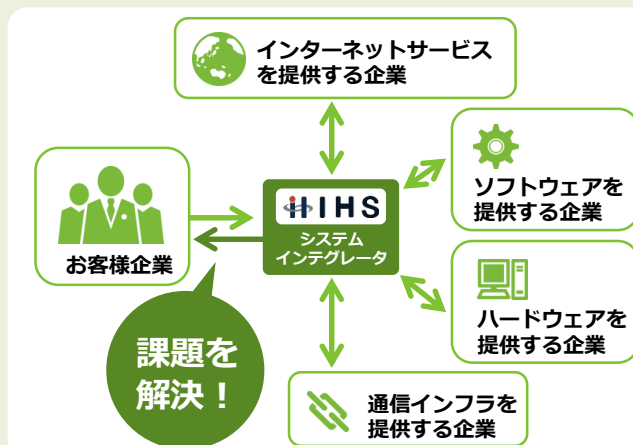 インターネットサービス
を提供する企業
ソフトウェアを
提供する企業
IHS
システム
インテグレータ
お客様企業
ハードウェアを
提供する企業
課題を
解決！
通信インフラを
提供する企業